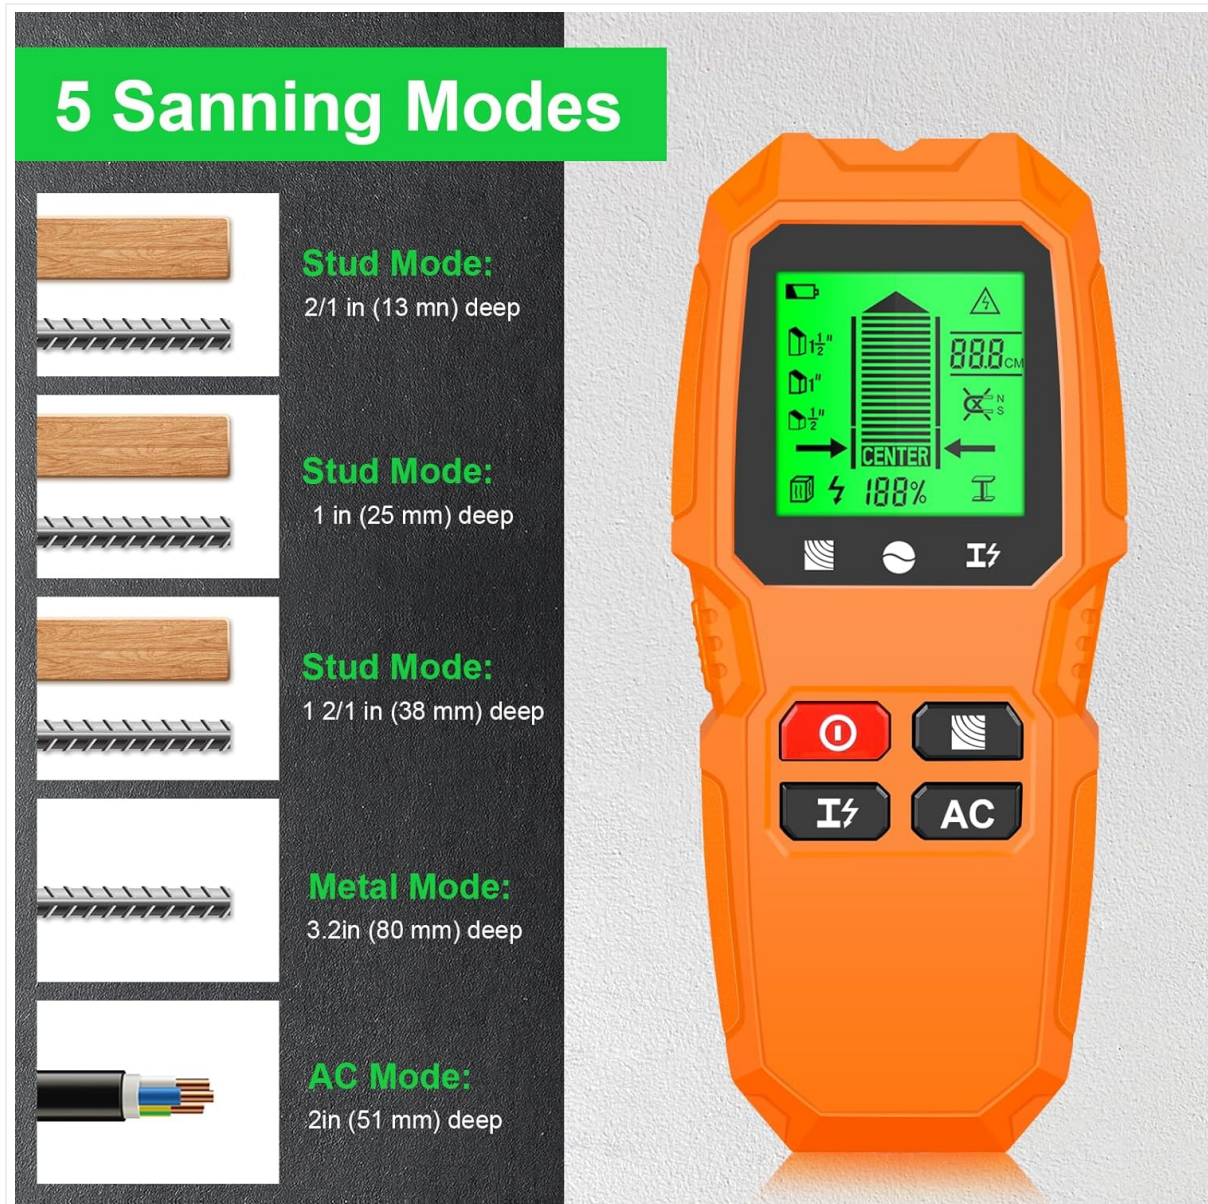 5 Sanning Modes
Stud Mode:
2/1 in (13 mn) deep
Stud Mode:
1 in (25 mm) deep
Stud Mode:
1 2/1 in (38 mm) deep
Metal Mode:
3.2in (80 mm) deep
AC Mode:
2in (51 mm) deep
1½"
88.8CM
1"
N
½"
S
CENTER
188%
AC